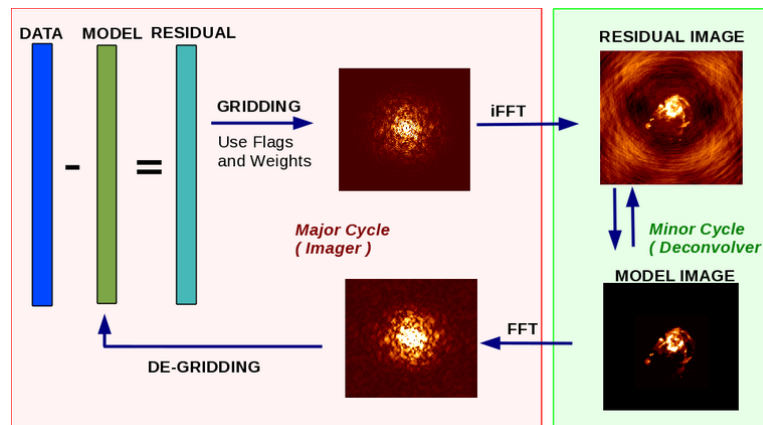 DATA
MODEL
RESIDUAL
-
=
GRIDDING
Use Flags
and Weights
iFFT
RESIDUAL IMAGE
Major Cycle
( Imager )
Minor Cycle
( Deconvolver
MODEL IMAGE
FFT
DE-GRIDDING